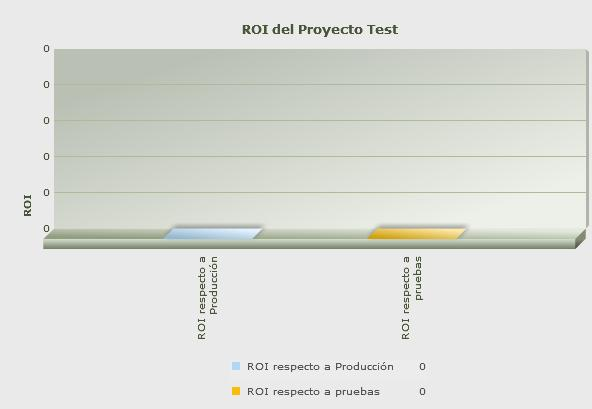 ROI del Proyecto Test
0
0
0
0
0
0
ROI
ROI respecto a
Producción
ROI respecto a
pruebas
ROI respecto a Producción 0
ROI respecto a pruebas 0